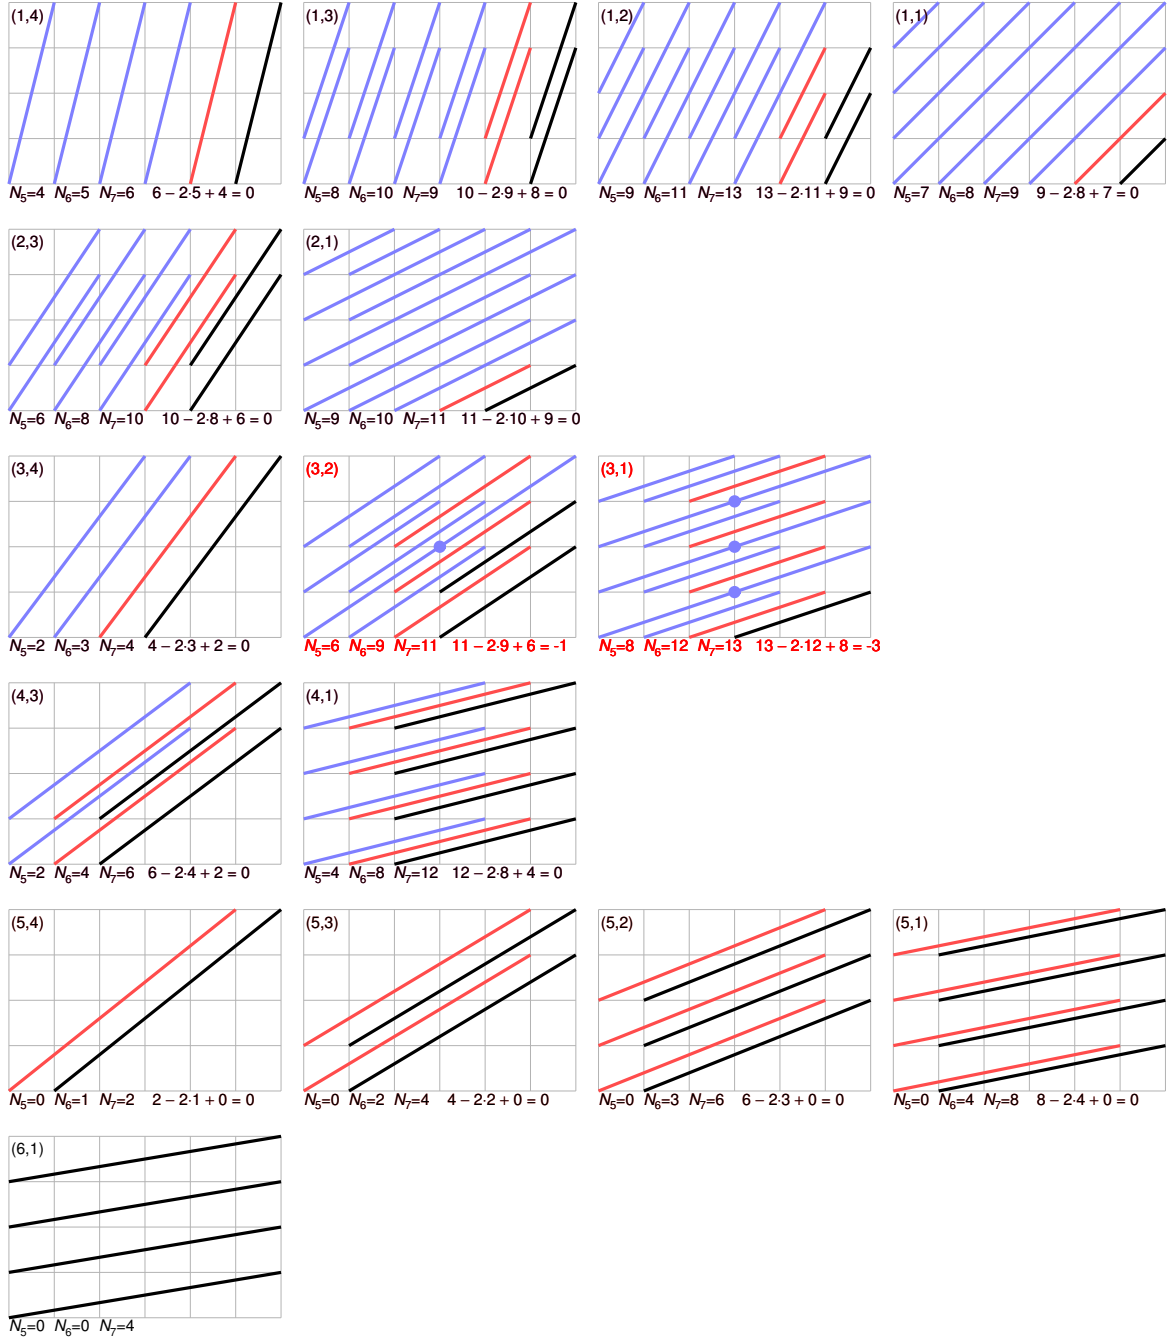 (1,4) (1,3) (1,2) (1,1)
N5=4 N6=5 N7=6 6 − 2·5 + 4 = 0 N5=8 N6=10 N7=9 10 − 2·9 + 8 = 0 N5=9 N6=11 N7=13 13 − 2·11 + 9 = 0 N5=7 N6=8 N7=9 9 − 2·8 + 7 = 0
(2,3) (2,1)
N5=6 N6=8 N7=10 10 − 2·8 + 6 = 0 N5=9 N6=10 N7=11 11 − 2·10 + 9 = 0
(3,4) (3,2) (3,1)
N5=2 N6=3 N7=4 4 − 2·3 + 2 = 0 N5=6 N6=9 N7=11 11 − 2·9 + 6 = -1 N5=8 N6=12 N7=13 13 − 2·12 + 8 = -3
(4,3) (4,1)
N5=2 N6=4 N7=6 6 − 2·4 + 2 = 0 N5=4 N6=8 N7=12 12 − 2·8 + 4 = 0
(5,4) (5,3) (5,2) (5,1)
N5=0 N6=1 N7=2 2 − 2·1 + 0 = 0 N5=0 N6=2 N7=4 4 − 2·2 + 0 = 0 N5=0 N6=3 N7=6 6 − 2·3 + 0 = 0 N5=0 N6=4 N7=8 8 − 2·4 + 0 = 0
(6,1)
N5=0 N6=0 N7=4